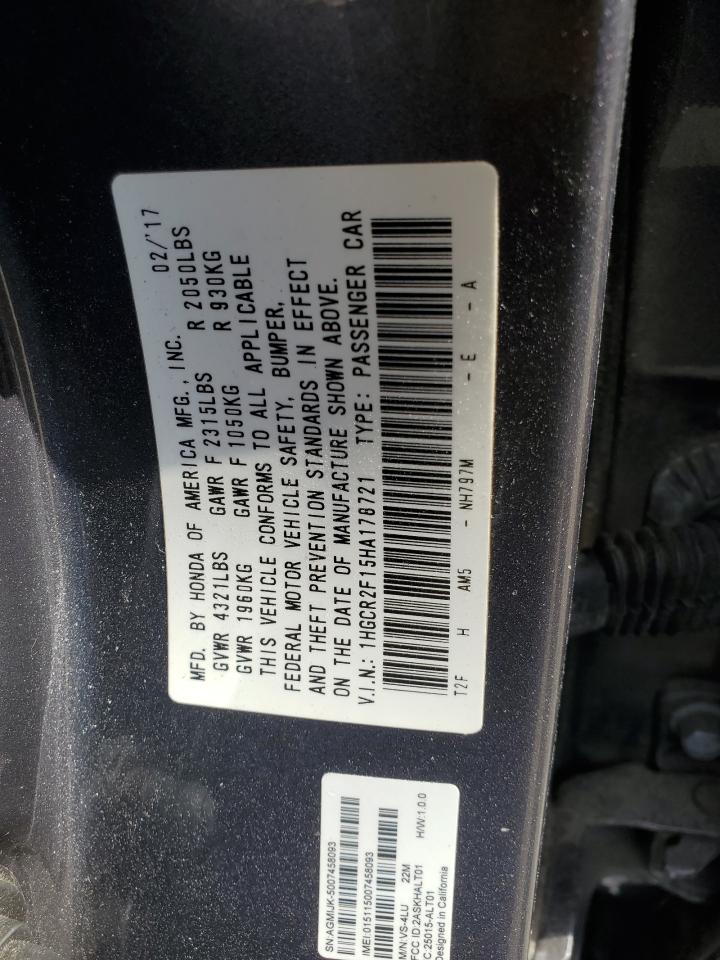 MFD. BY HONDA OF AMERICA MFG., INC. 02/'17
GVWR 4321LBS GAWR F 2315LBS R 2050LBS
GVWR 1960KG GAWR F 1050KG R 930KG
THIS VEHICLE CONFORMS TO ALL APPLICABLE
FEDERAL MOTOR VEHICLE SAFETY, BUMPER,
AND THEFT PREVENTION STANDARDS IN EFFECT
ON THE DATE OF MANUFACTURE SHOWN ABOVE.
V.I.N.: 1HGCR2F15HA178721 TYPE: PASSENGER CAR
T2F H AM5 - NH797M - E - A
SN:AGMIJK-5007458093
IMEI:015115007458093
M/N:VS-4LU 22M H/W:1.0.0
FCC ID:2ASKHALT01
C:25015-ALT01
Designed in California